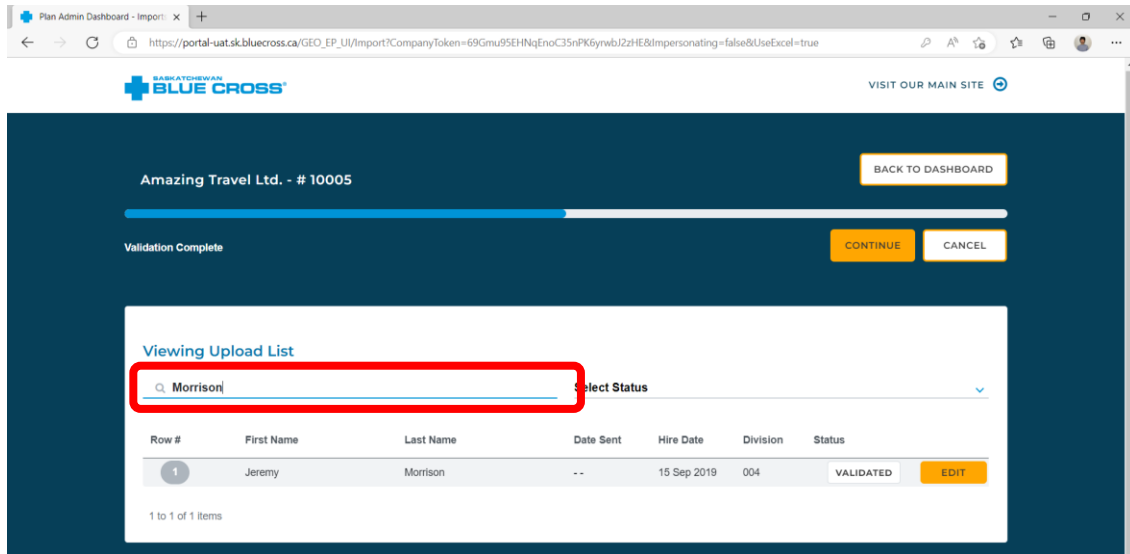 Plan Admin Dashboard - Import:
https://portal-uat.sk.bluecross.ca/GEO_EP_UI/Import?CompanyToken=69Gmu95EHNqEnoC35nPK6yrwbJ2zHE&Impersonating=false&UseExcel=true
SASKATCHEWAN
BLUE CROSS®
VISIT OUR MAIN SITE
Amazing Travel Ltd. - # 10005
BACK TO DASHBOARD
Validation Complete
CONTINUE
CANCEL
Viewing Upload List
Morrison
Select Status
Row # First Name Last Name Date Sent Hire Date Division Status
1 Jeremy Morrison - - 15 Sep 2019 004 VALIDATED EDIT
1 to 1 of 1 items